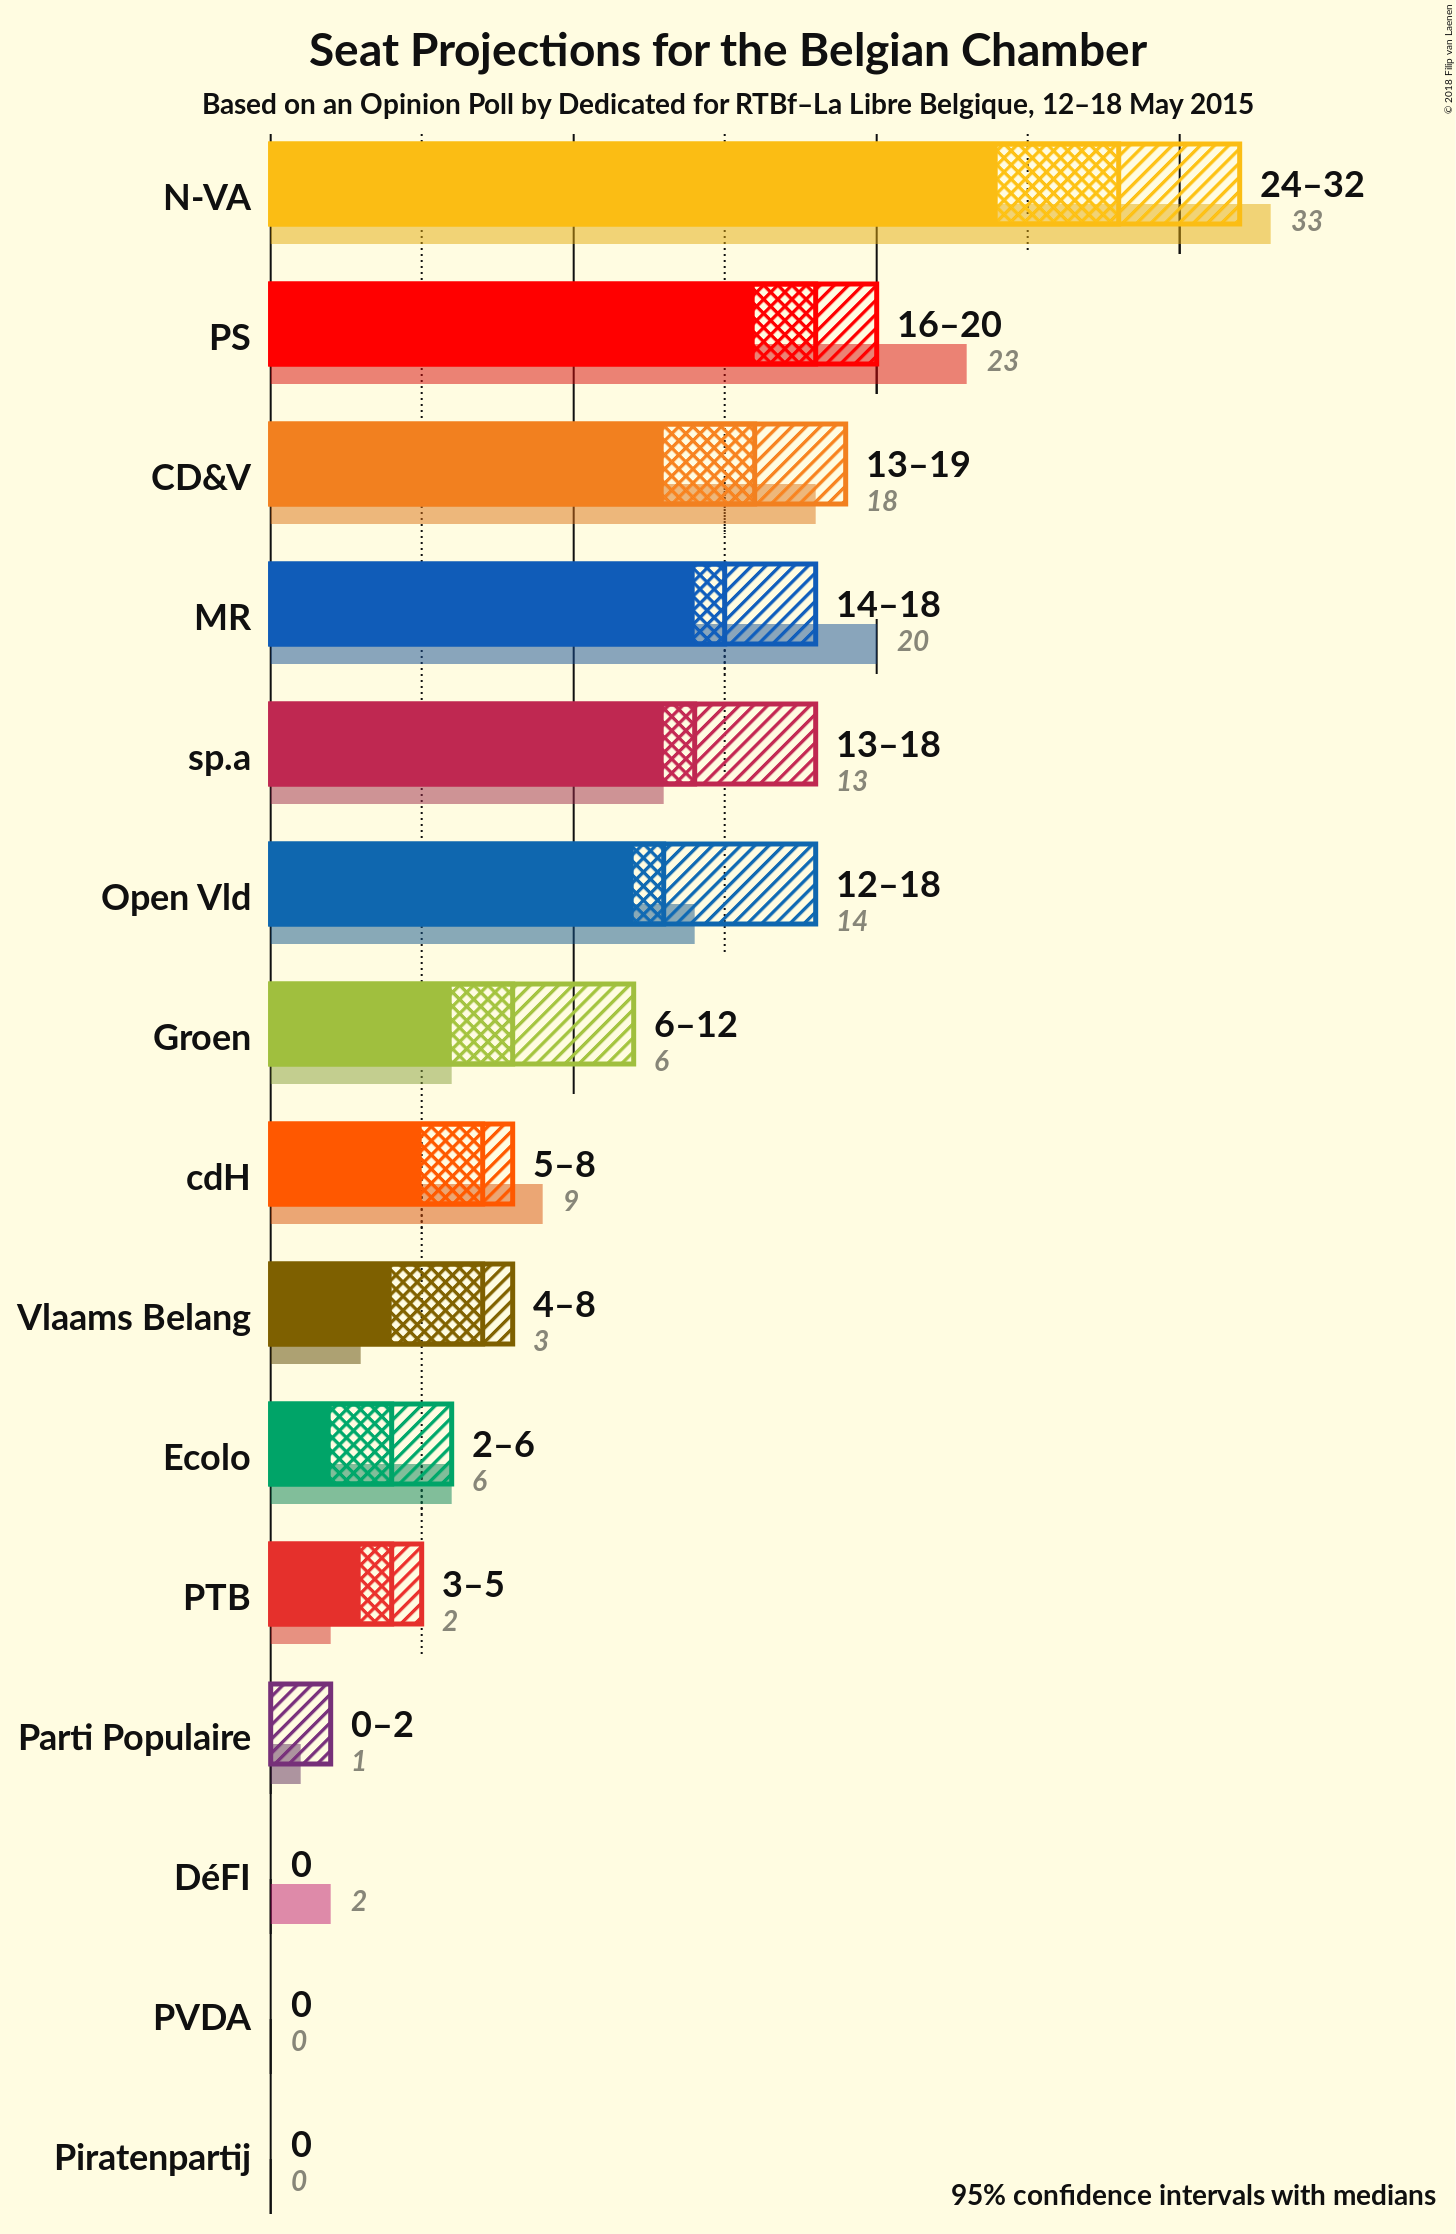 Seat Projections for the Belgian Chamber
Based on an Opinion Poll by Dedicated for RTBf–La Libre Belgique, 12–18 May 2015
© 2018 Filip van Laenen
N-VA
24–32
33
PS
16–20
23
CD&V
13–19
18
MR
14–18
20
sp.a
13–18
13
Open Vld
12–18
14
Groen
6–12
6
cdH
5–8
9
Vlaams Belang
4–8
3
Ecolo
2–6
6
PTB
3–5
2
Parti Populaire
0–2
1
DéFI
0
2
PVDA
0
0
Piratenpartij
0
0
95% confidence intervals with medians